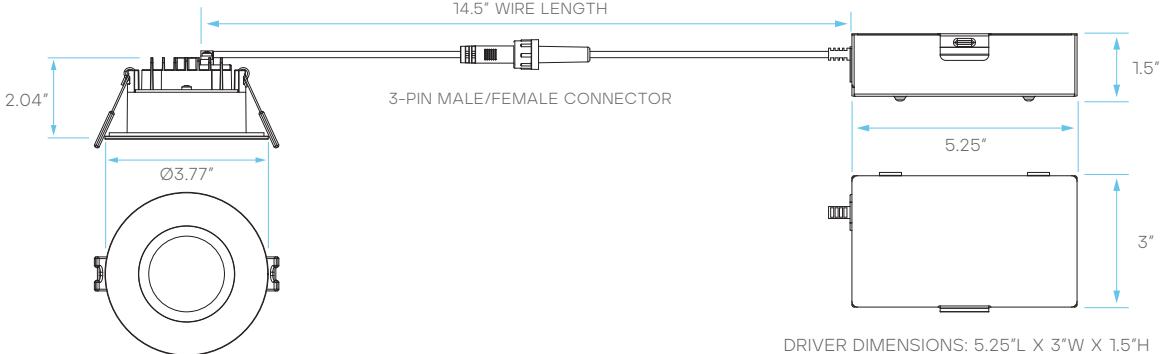 14.5" WIRE LENGTH
2.04"
1.5"
3-PIN MALE/FEMALE CONNECTOR
5.25"
Ø3.77"
3"
DRIVER DIMENSIONS: 5.25"L X 3"W X 1.5"H